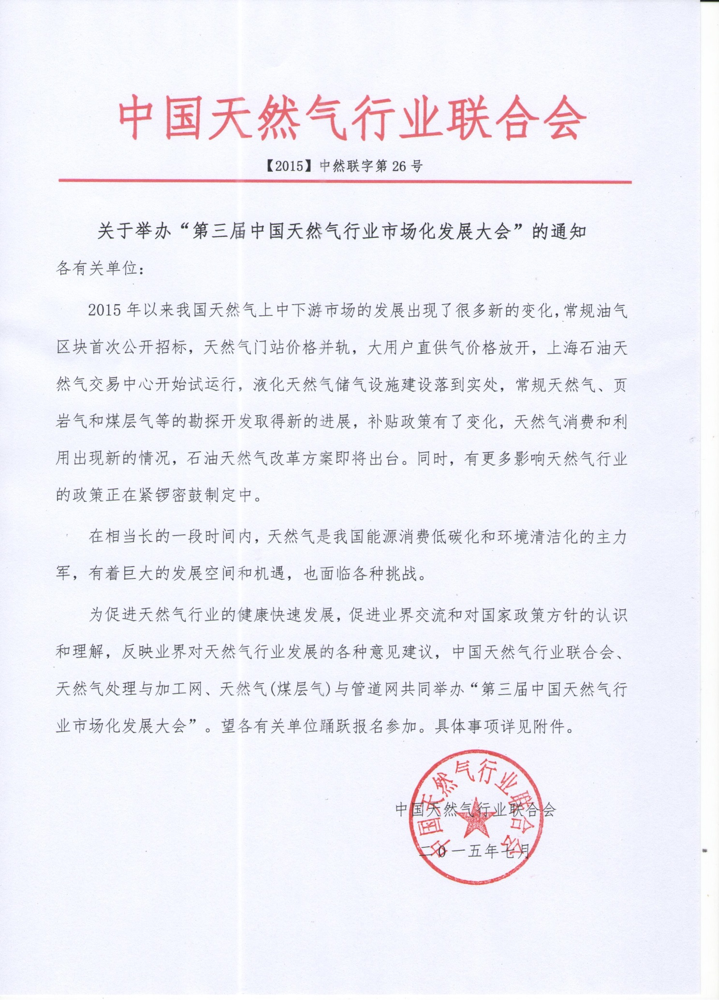 中国天然气行业联合会
【2015】中然联字第 26 号
关于举办“第三届中国天然气行业市场化发展大会”的通知
各有关单位：
2015 年以来我国天然气上中下游市场的发展出现了很多新的变化，常规油气
区块首次公开招标，天然气门站价格并轨，大用户直供气价格放开，上海石油天
然气交易中心开始试运行，液化天然气储气设施建设落到实处，常规天然气、页
岩气和煤层气等的勘探开发取得新的进展，补贴政策有了变化，天然气消费和利
用出现新的情况，石油天然气改革方案即将出台。同时，有更多影响天然气行业
的政策正在紧锣密鼓制定中。
在相当长的一段时间内，天然气是我国能源消费低碳化和环境清洁化的主力
军，有着巨大的发展空间和机遇，也面临各种挑战。
为促进天然气行业的健康快速发展，促进业界交流和对国家政策方针的认识
和理解，反映业界对天然气行业发展的各种意见建议，中国天然气行业联合会、
天然气处理与加工网、天然气(煤层气)与管道网共同举办“第三届中国天然气行
业市场化发展大会”。望各有关单位踊跃报名参加。具体事项详见附件。
中国天然气行业联合会
中国天然气行业联合会
二 0 一五年七月